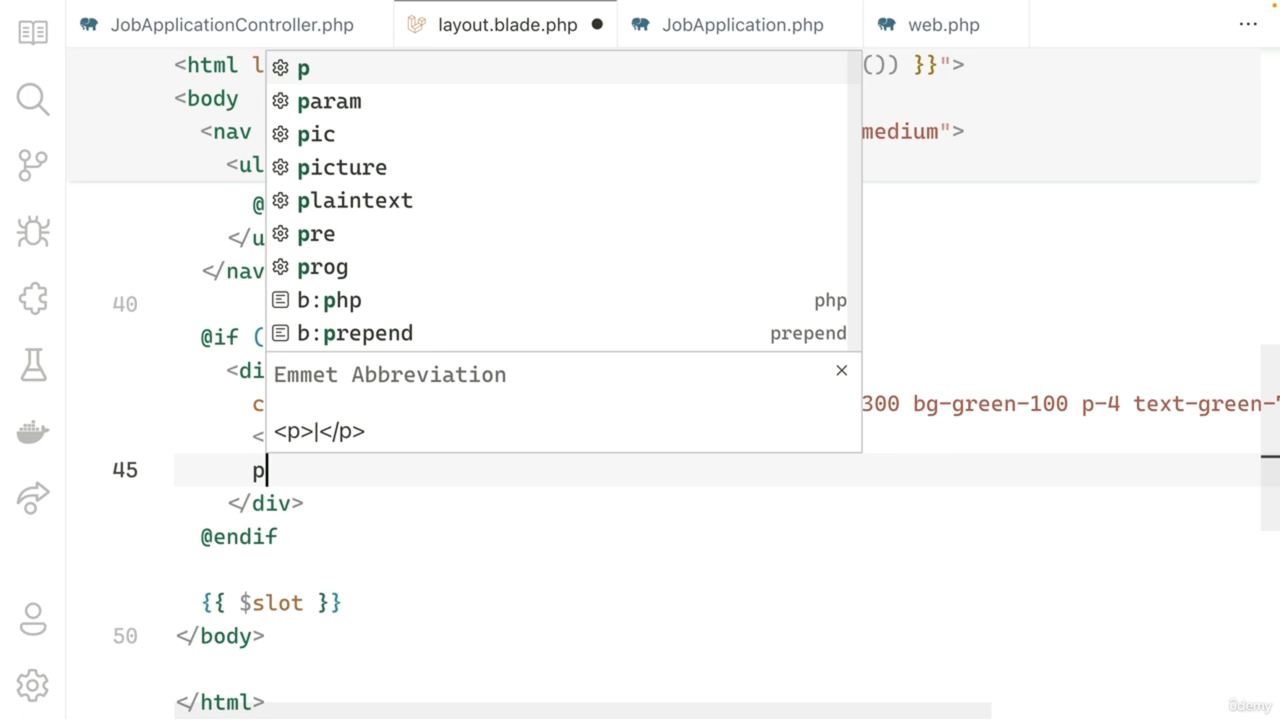 JobApplicationController.php layout.blade.php JobApplication.php web.php
<html l ()) }}">
<body
<nav medium">
<ul
@
</u
</nav
40
@if (
<di
c 300 bg-green-100 p-4 text-green-
<
45 p
</div>
@endif
{{ $slot }}
50 </body>
</html>
p
param
pic
picture
plaintext
pre
prog
b:php php
b:prepend prepend
Emmet Abbreviation
<p>|</p>
ûdemy